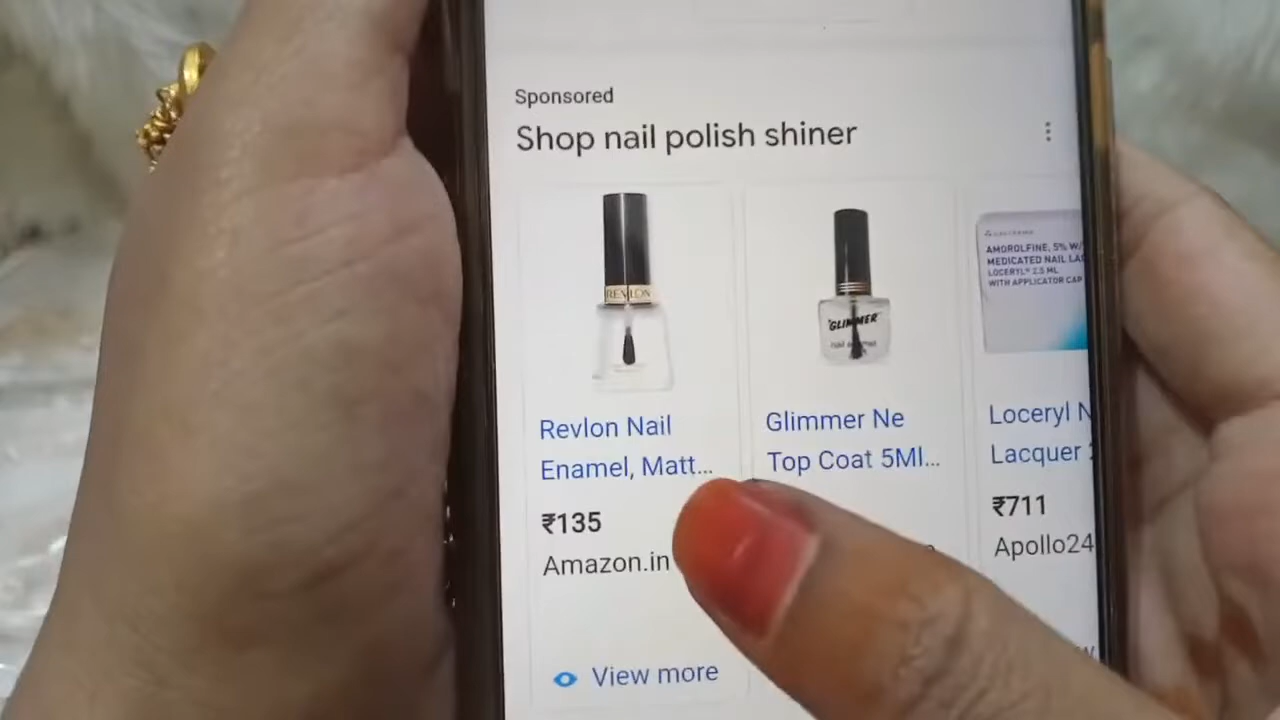 Sponsored
Shop nail polish shiner
REVLON
GLIMMER
AMOROLFINE, 5% W/
MEDICATED NAIL LA
LOCERYL® 2.5 ML
WITH APPLICATOR CAP
Revlon Nail
Enamel, Matt...
₹135
Amazon.in
View more
Glimmer Ne
Top Coat 5Ml...
Loceryl N
Lacquer
₹711
Apollo24